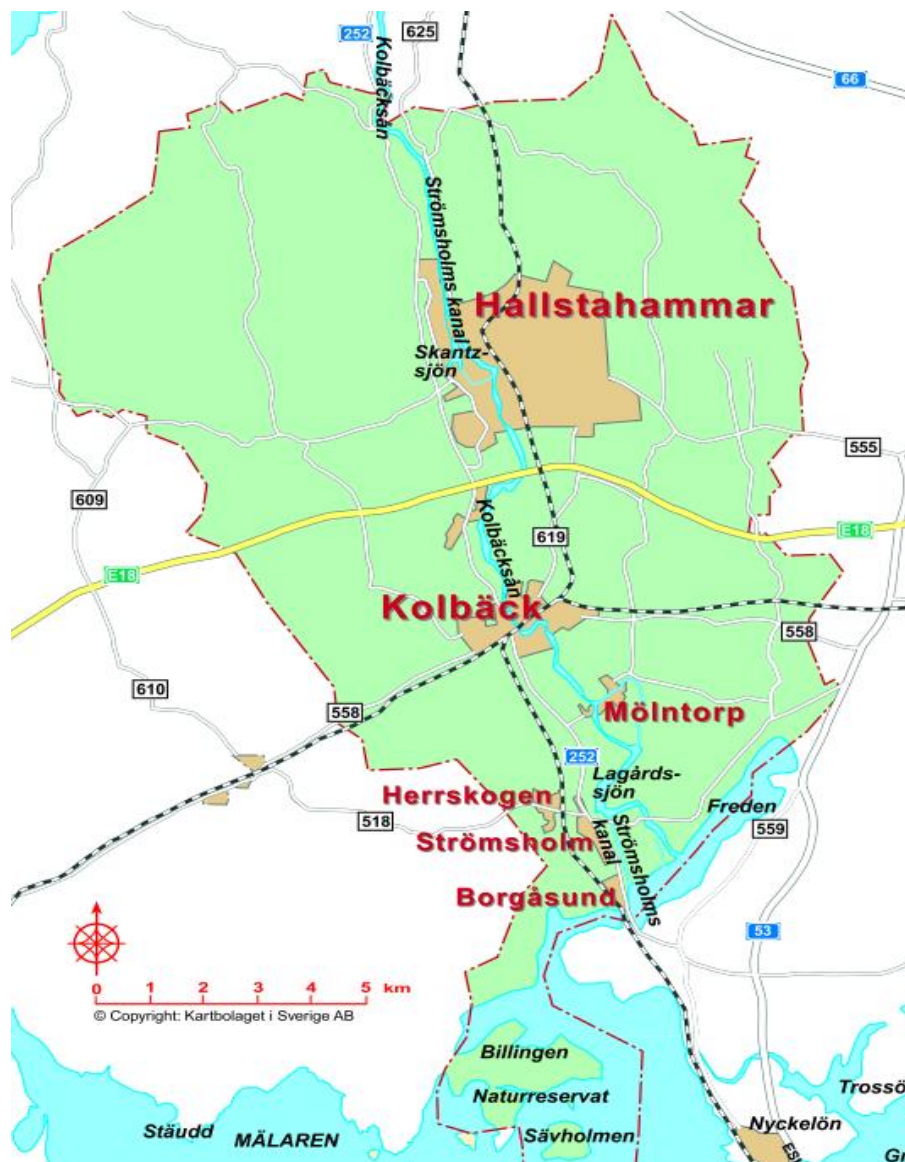 252
625
Kolbäcksån
66
Strömsholms kanal
Hallstahammar
Skantz-
sjön
555
609
E18
Kolbäcksån
619
E18
Kolbäck
558
610
558
Mölntorp
252
Lagårds-
sjön
Herrskogen
Freden
518
559
Strömsholm
Strömsholms
kanal
Borgåsund
53
0 1 2 3 4 5 km
© Copyright: Kartbolaget i Sverige AB
Billingen
Naturreservat
Trossö
Stäudd
MÄLAREN
Sävholmen
Nyckelön